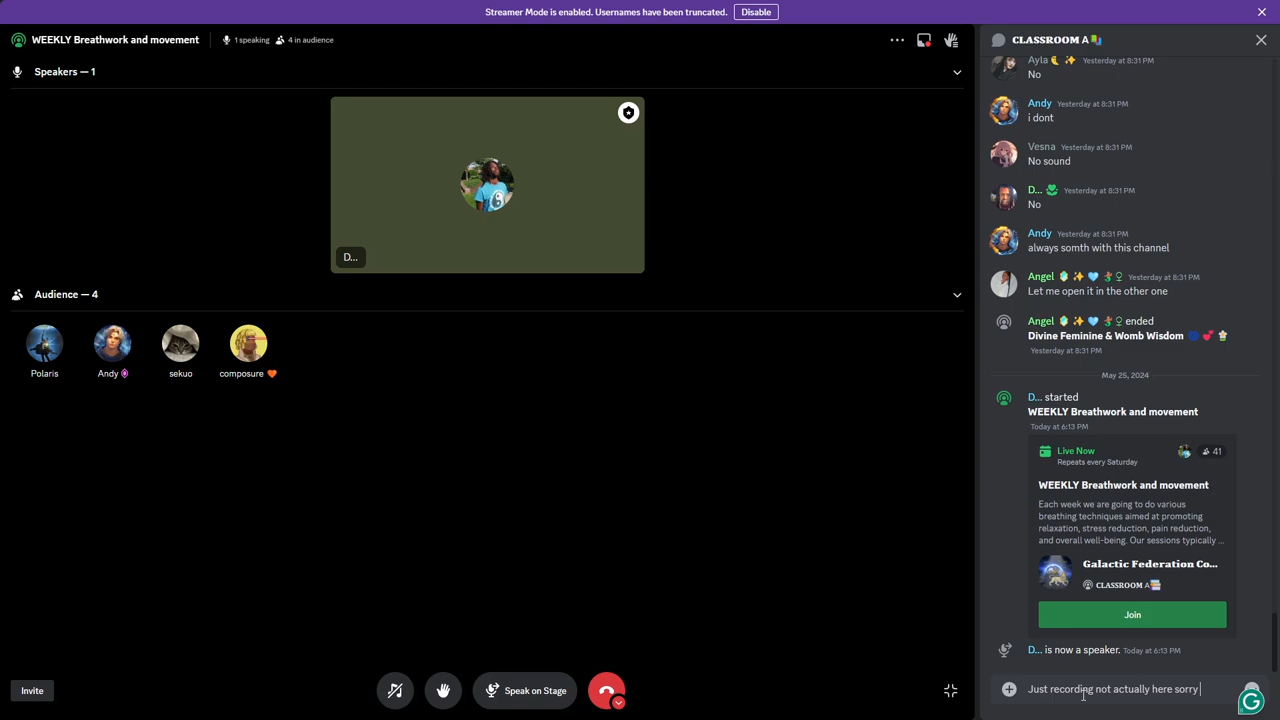 Streamer Mode is enabled. Usernames have been truncated. Disable
WEEKLY Breathwork and movement 1 speaking 4 in audience
Speakers — 1
D...
Audience — 4
Polaris Andy sekuo composure
Invite
Speak on Stage
CLASSROOM A
Ayla Yesterday at 8:31 PM
No
Andy Yesterday at 8:31 PM
i dont
Vesna Yesterday at 8:31 PM
No sound
D... Yesterday at 8:31 PM
No
Andy Yesterday at 8:31 PM
always somth with this channel
Angel Yesterday at 8:31 PM
Let me open it in the other one
Angel ended
Divine Feminine & Womb Wisdom
Yesterday at 8:31 PM
May 25, 2024
D... started
WEEKLY Breathwork and movement
Today at 6:13 PM
Live Now 41
Repeats every Saturday
WEEKLY Breathwork and movement
Each week we are going to do various
breathing techniques aimed at promoting
relaxation, stress reduction, pain reduction,
and overall well-being. Our sessions typically ...
Galactic Federation Co...
CLASSROOM A
Join
D... is now a speaker. Today at 6:13 PM
Just recording not actually here sorry